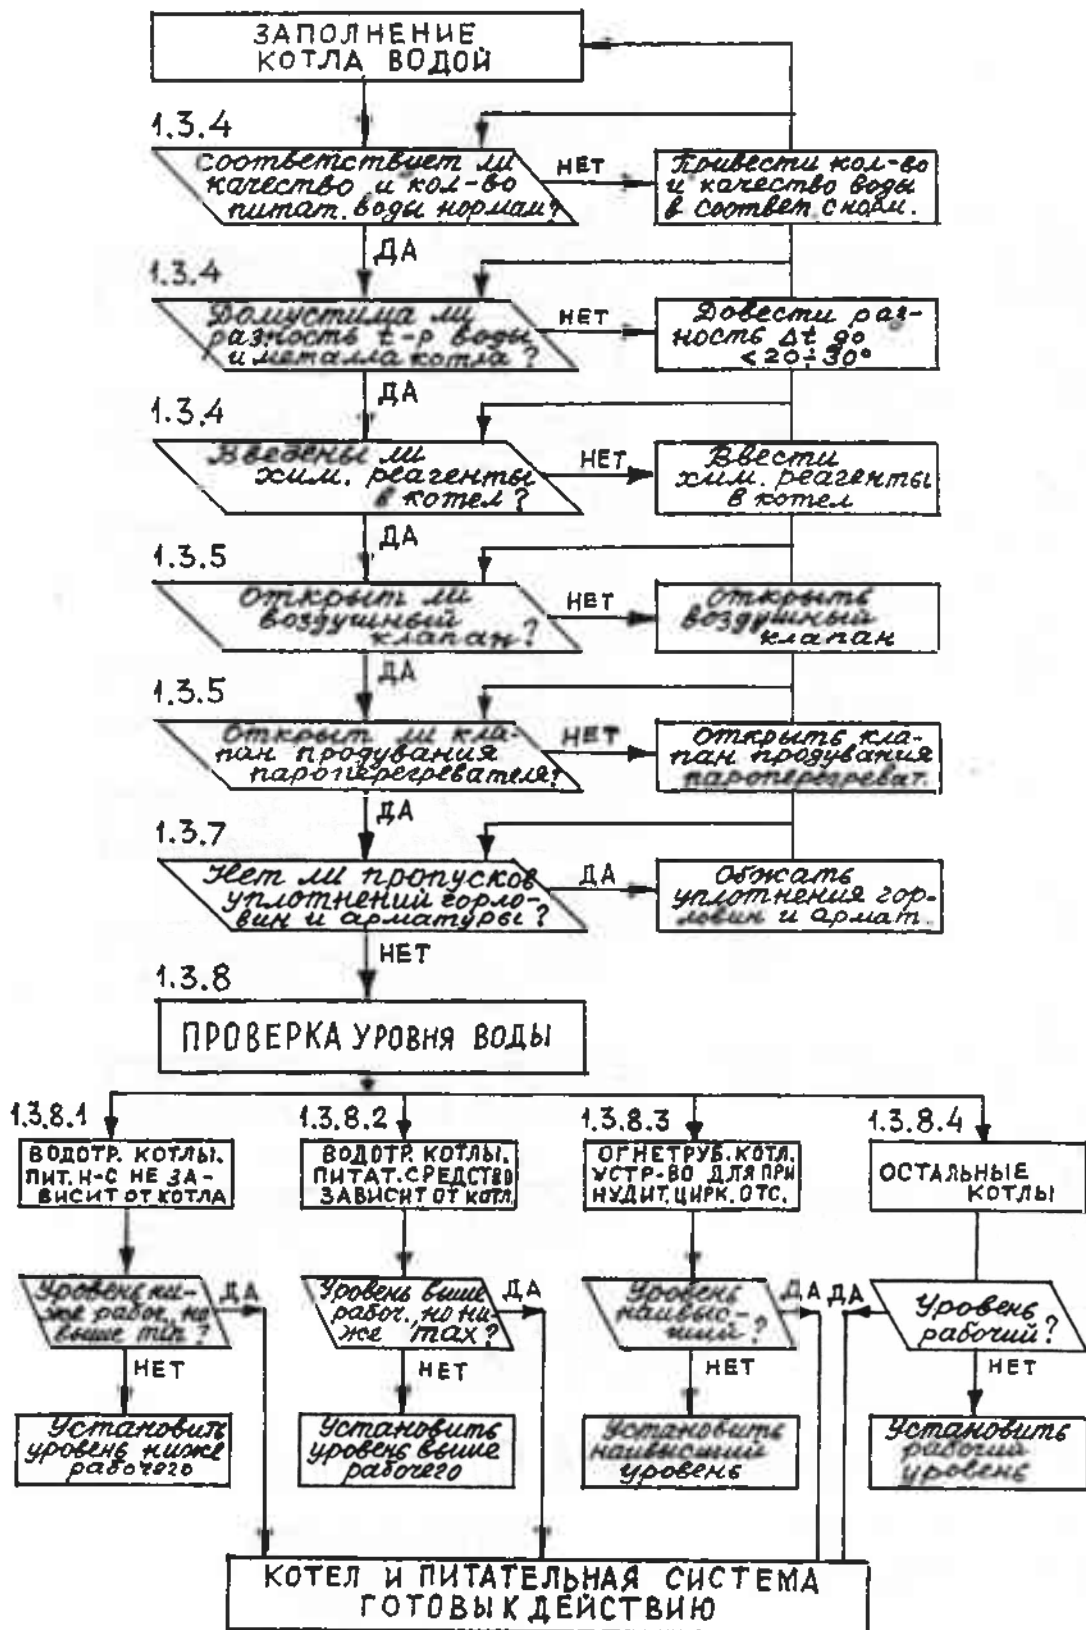 ЗАПОЛНЕНИЕ
КОТЛА ВОДОЙ
1.3.4
Соответствует ли
качество и кол-во
питат. воды нормам?
НЕТ
Привести кол-во
и качество воды
в соответ. с норм.
ДА
1.3.4
Допустима ли
разность t-р воды
и металла котла?
НЕТ
Довести раз-
ность Δt до
<20÷30°
ДА
1.3.4
Введены ли
хим. реагенты
в котел?
НЕТ
Ввести
хим. реагенты
в котел
ДА
1.3.5
Открыт ли
воздушный
клапан?
НЕТ
Открыть
воздушный
клапан
ДА
1.3.5
Открыт ли кла-
пан продувания
пароперегревателя?
НЕТ
Открыть кла-
пан продувания
пароперегреват.
ДА
1.3.7
Нет ли пропусков
уплотнений горло-
вин и арматуры?
ДА
Обжать
уплотнения гор-
ловин и армат.
НЕТ
1.3.8
ПРОВЕРКА УРОВНЯ ВОДЫ
1.3.8.1
ВОДОТР. КОТЛЫ.
ПИТ. Н-С НЕ ЗА-
ВИСИТ ОТ КОТЛА
1.3.8.2
ВОДОТР. КОТЛЫ.
ПИТАТ. СРЕДСТВО
ЗАВИСИТ ОТ КОТЛ.
1.3.8.3
ОГНЕТРУБ. КОТЛ.
УСТР-ВО ДЛЯ ПРИ
НУДИТ. ЦИРК. ОТС.
1.3.8.4
ОСТАЛЬНЫЕ
КОТЛЫ
Уровень ни-
же рабоч., но
выше min?
ДА
Уровень выше
рабоч., но ни-
же max?
ДА
Уровень
наивыс-
ший?
ДА
ДА
Уровень
рабочий?
НЕТ
НЕТ
НЕТ
НЕТ
Установить
уровень ниже
рабочего
Установить
уровень выше
рабочего
Установить
наивысший
уровень
Установить
рабочий
уровень
КОТЕЛ И ПИТАТЕЛЬНАЯ СИСТЕМА
ГОТОВЫ К ДЕЙСТВИЮ